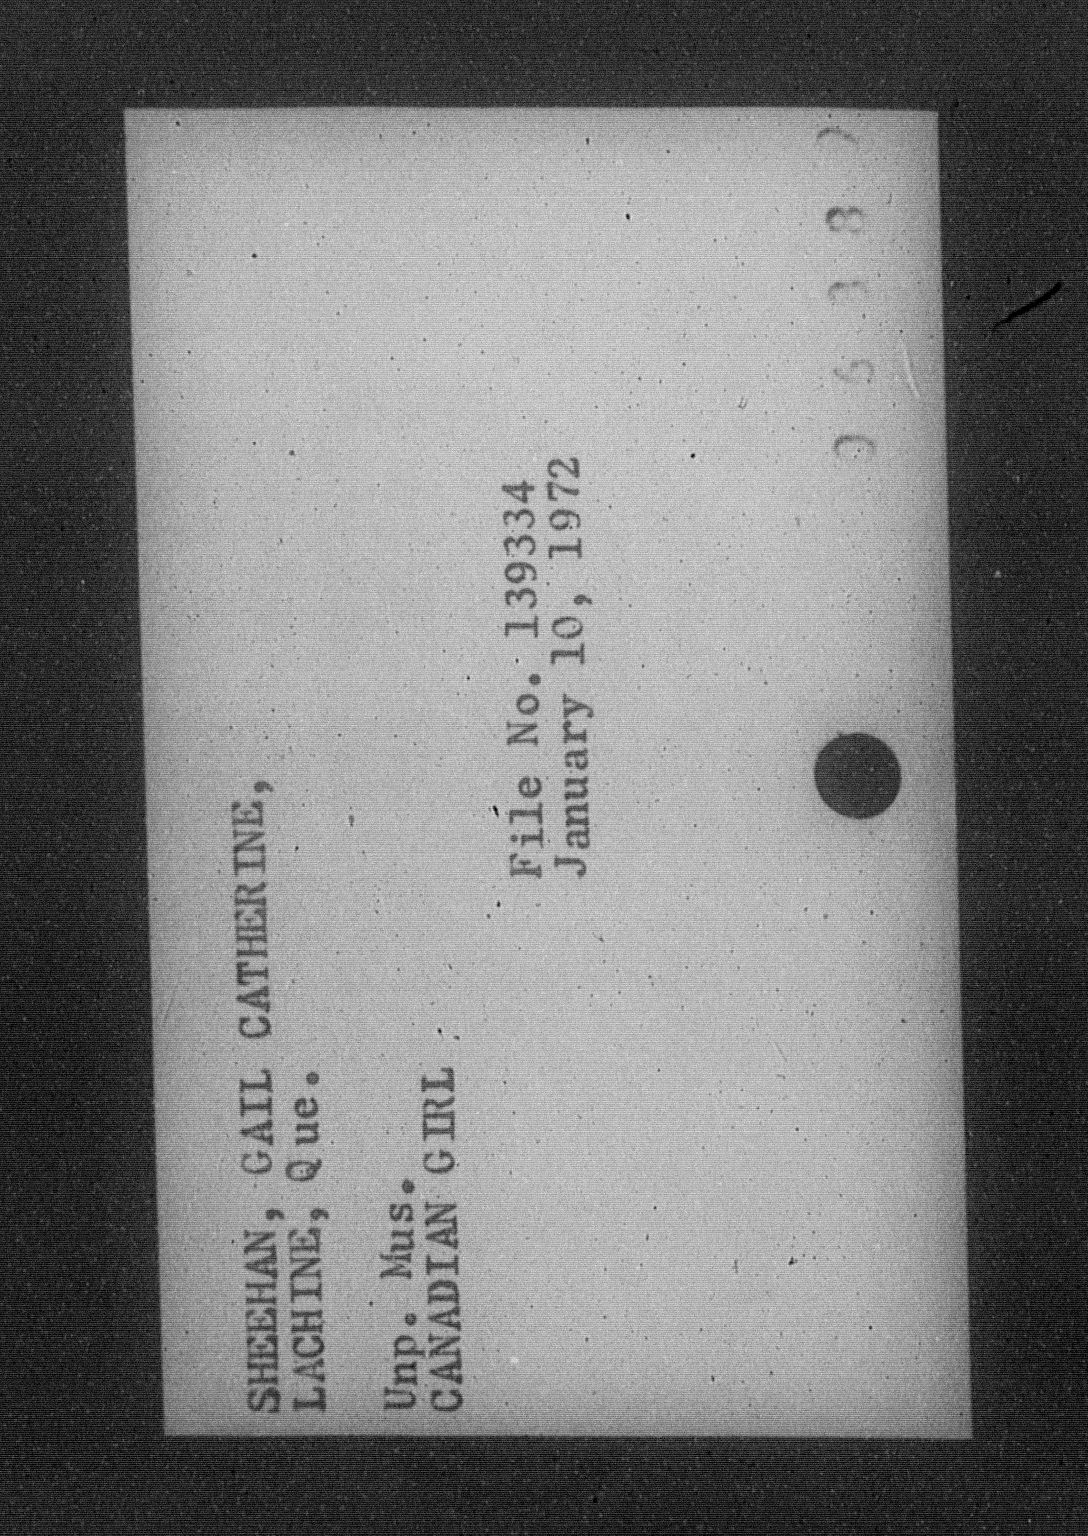 SHEEHAN, GAIL CATHERINE,
LACHINE, Que.
Unp. Mus.
CANADIAN GIRL
File No. 139334
January 10, 1972